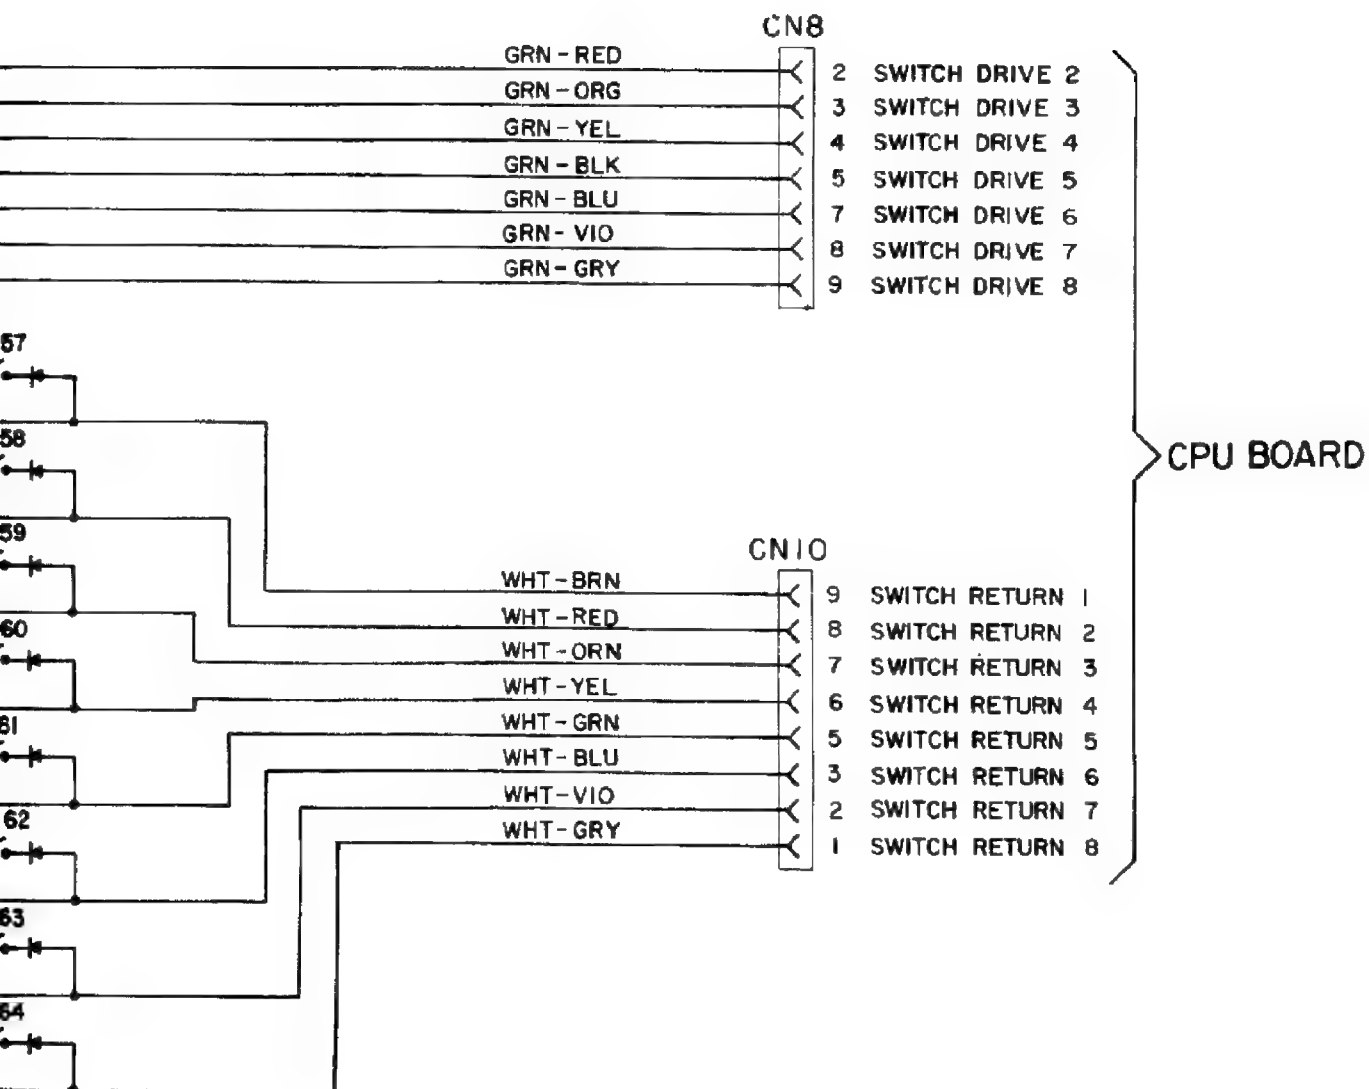 CN8
GRN-RED 2 SWITCH DRIVE 2
GRN-ORG 3 SWITCH DRIVE 3
GRN-YEL 4 SWITCH DRIVE 4
GRN-BLK 5 SWITCH DRIVE 5
GRN-BLU 7 SWITCH DRIVE 6
GRN-VIO 8 SWITCH DRIVE 7
GRN-GRY 9 SWITCH DRIVE 8
57
58
CPU BOARD
59
CN10
WHT-BRN 9 SWITCH RETURN 1
WHT-RED 8 SWITCH RETURN 2
60
WHT-ORN 7 SWITCH RETURN 3
WHT-YEL 6 SWITCH RETURN 4
61
WHT-GRN 5 SWITCH RETURN 5
WHT-BLU 3 SWITCH RETURN 6
WHT-VIO 2 SWITCH RETURN 7
62
WHT-GRY 1 SWITCH RETURN 8
63
64